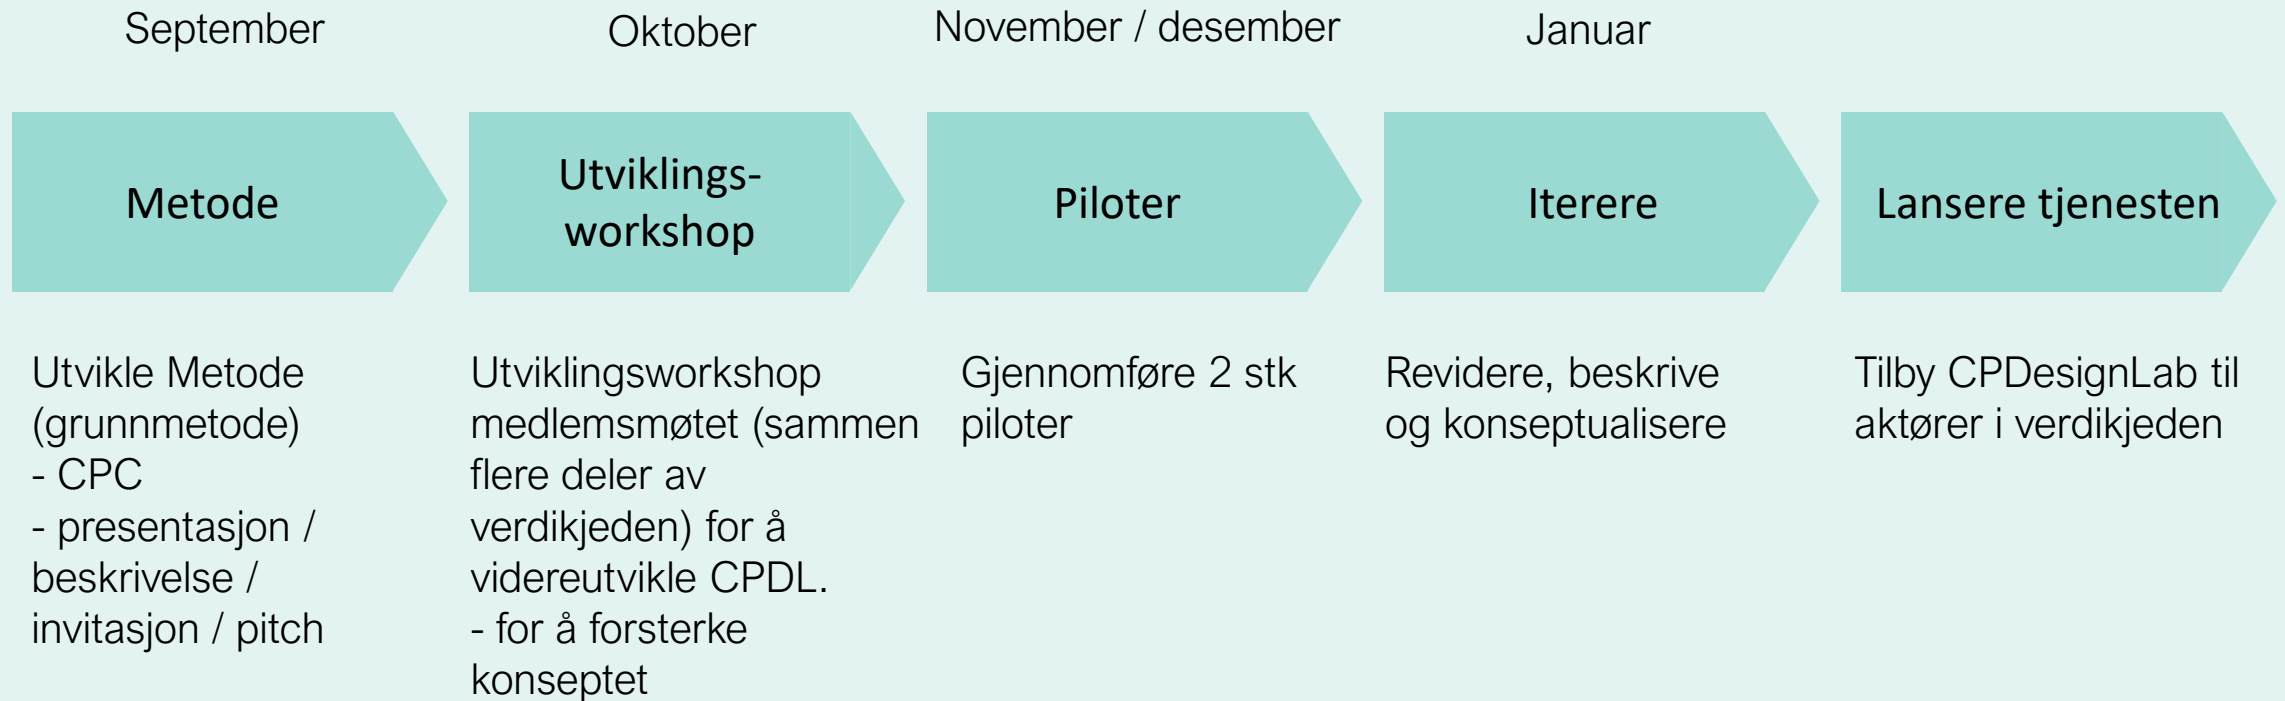 September
Oktober
November / desember
Januar
Metode
Utviklings-
workshop
Piloter
Iterere
Lansere tjenesten
Utvikle Metode
(grunnmetode)
- CPC
- presentasjon /
beskrivelse /
invitasjon / pitch
Utviklingsworkshop
medlemsmøtet (sammen
flere deler av
verdikjeden) for å
videreutvikle CPDL.
- for å forsterke
konseptet
Gjennomføre 2 stk
piloter
Revidere, beskrive
og konseptualisere
Tilby CPDesignLab til
aktører i verdikjeden